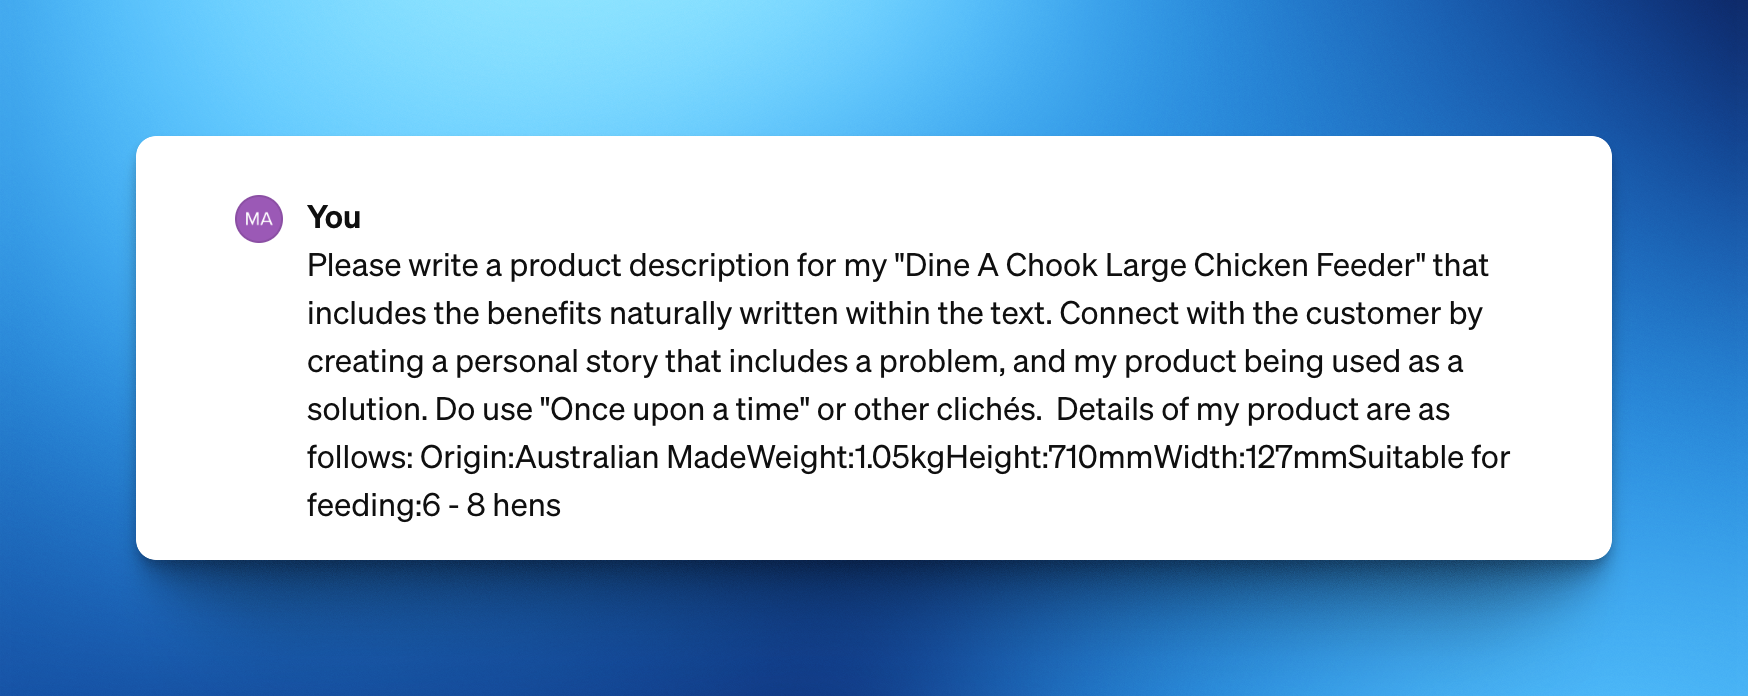 MA
You
Please write a product description for my "Dine A Chook Large Chicken Feeder" that
includes the benefits naturally written within the text. Connect with the customer by
creating a personal story that includes a problem, and my product being used as a
solution. Do use "Once upon a time" or other clichés.  Details of my product are as
follows: Origin:Australian MadeWeight:1.05kgHeight:710mmWidth:127mmSuitable for
feeding:6 - 8 hens